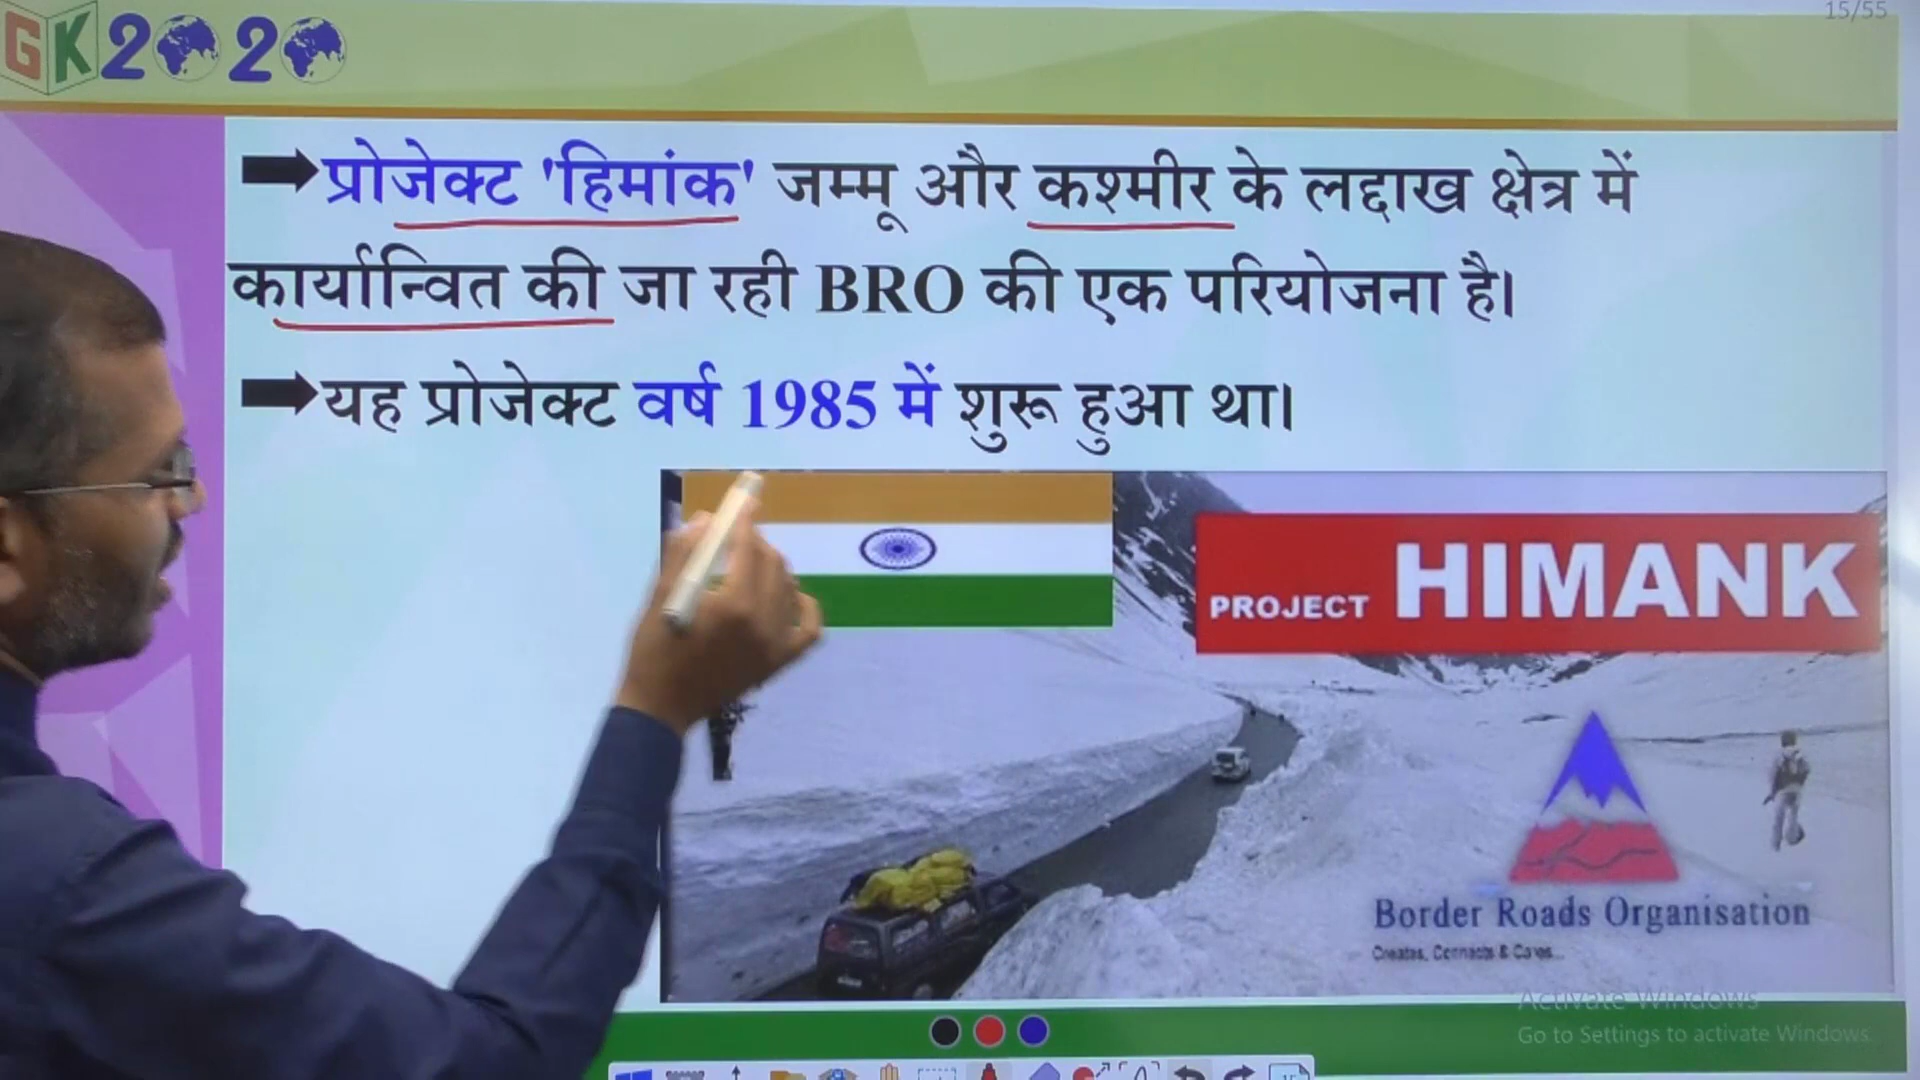 15/55
GK2020
प्रोजेक्ट 'हिमांक' जम्मू और कश्मीर के लद्दाख क्षेत्र में
कार्यान्वित की जा रही BRO की एक परियोजना है।
यह प्रोजेक्ट वर्ष 1985 में शुरू हुआ था।
PROJECT HIMANK
Border Roads Organisation
Creates, Connects & Cares...
Activate Windows
Go to Settings to activate Windows.
15